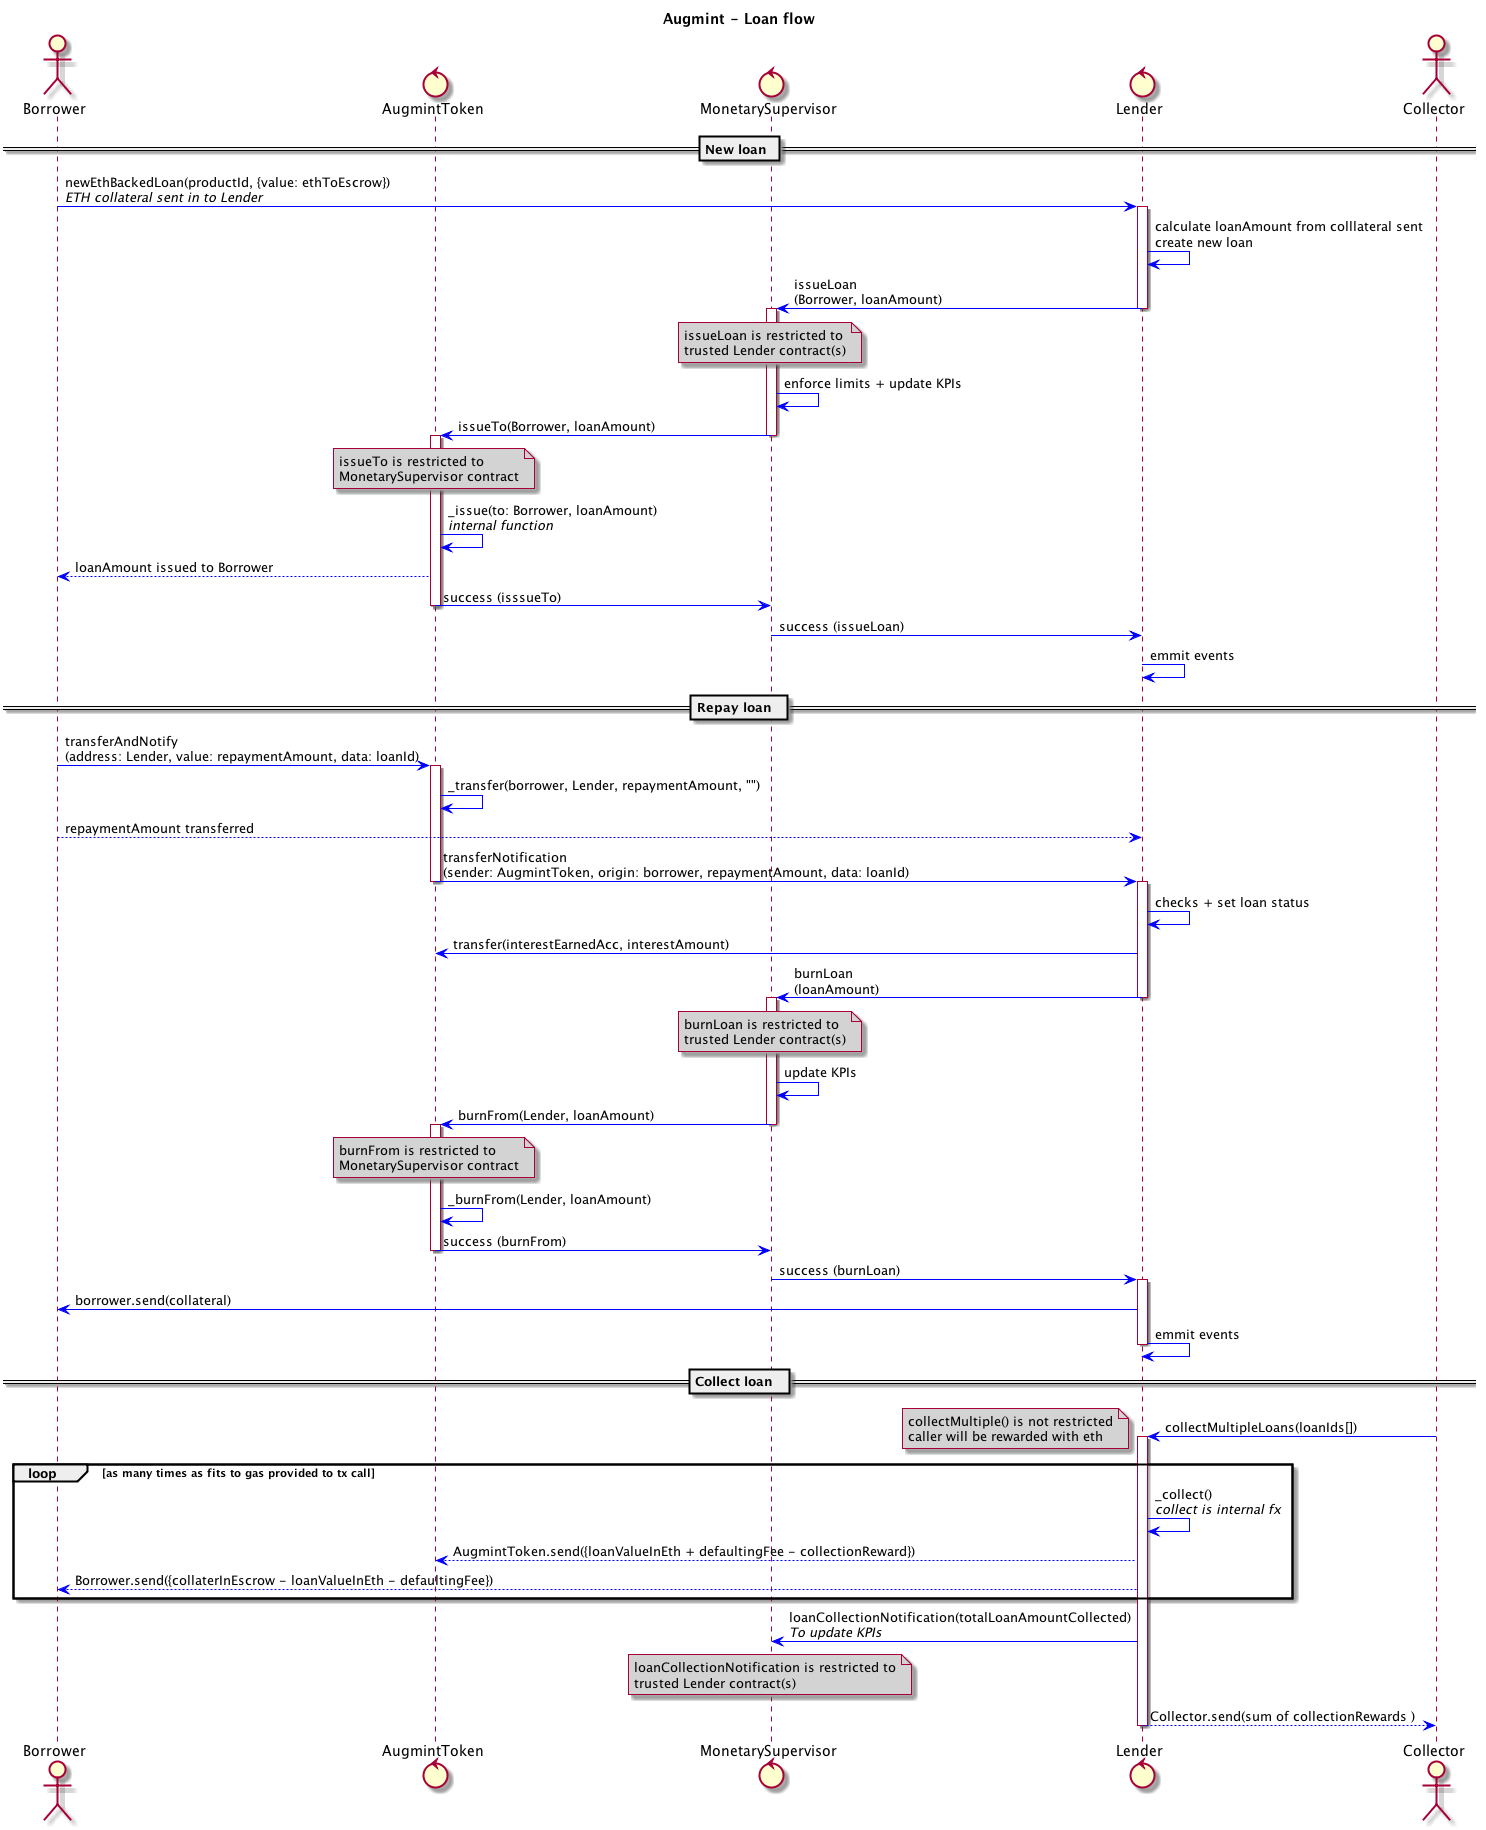 Augmint - Loan flow
Borrower
AugmintToken
MonetarySupervisor
Lender
Collector
New loan
newEthBackedLoan(productId, {value: ethToEscrow})
ETH collateral sent in to Lender
calculate loanAmount from colllateral sent
create new loan
issueLoan
(Borrower, loanAmount)
issueLoan is restricted to
trusted Lender contract(s)
enforce limits + update KPIs
issueTo(Borrower, loanAmount)
issueTo is restricted to
MonetarySupervisor contract
_issue(to: Borrower, loanAmount)
internal function
loanAmount issued to Borrower
success (isssueTo)
success (issueLoan)
emmit events
Repay loan
transferAndNotify
(address: Lender, value: repaymentAmount, data: loanId)
_transfer(borrower, Lender, repaymentAmount, "")
repaymentAmount transferred
transferNotification
(sender: AugmintToken, origin: borrower, repaymentAmount, data: loanId)
checks + set loan status
transfer(interestEarnedAcc, interestAmount)
burnLoan
(loanAmount)
burnLoan is restricted to
trusted Lender contract(s)
update KPIs
burnFrom(Lender, loanAmount)
burnFrom is restricted to
MonetarySupervisor contract
_burnFrom(Lender, loanAmount)
success (burnFrom)
success (burnLoan)
borrower.send(collateral)
emmit events
Collect loan
collectMultiple() is not restricted
caller will be rewarded with eth
collectMultipleLoans(loanIds[])
loop
[as many times as fits to gas provided to tx call]
_collect()
collect is internal fx
AugmintToken.send({loanValueInEth + defaultingFee - collectionReward})
Borrower.send({collaterInEscrow - loanValueInEth - defaultingFee})
loanCollectionNotification(totalLoanAmountCollected)
To update KPIs
loanCollectionNotification is restricted to
trusted Lender contract(s)
Collector.send(sum of collectionRewards )
Borrower
AugmintToken
MonetarySupervisor
Lender
Collector